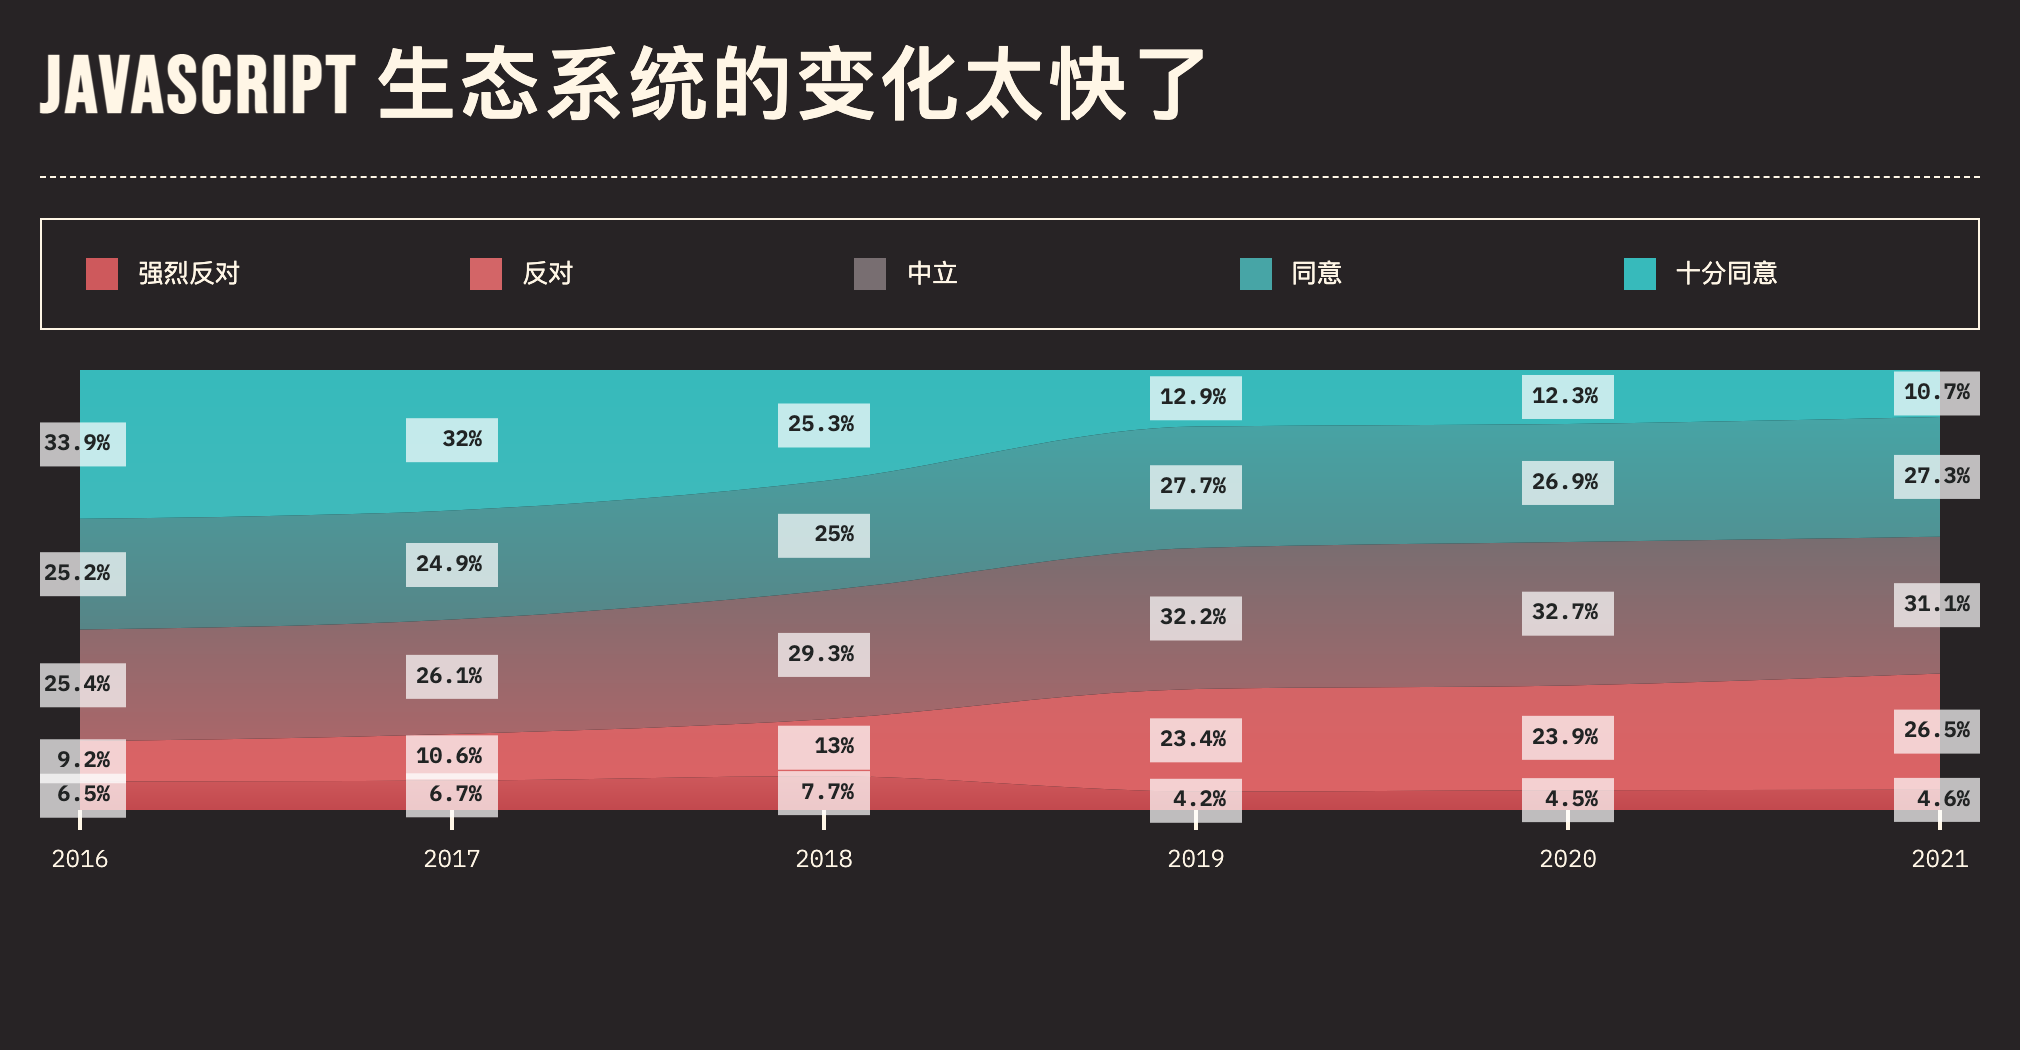 JAVASCRIPT 生态系统的变化太快了
强烈反对 反对 中立 同意 十分同意
33.9% 32% 25.3% 12.9% 12.3% 10.7%
25.2% 24.9% 25% 27.7% 26.9% 27.3%
25.4% 26.1% 29.3% 32.2% 32.7% 31.1%
9.2% 10.6% 13% 23.4% 23.9% 26.5%
6.5% 6.7% 7.7% 4.2% 4.5% 4.6%
2016 2017 2018 2019 2020 2021